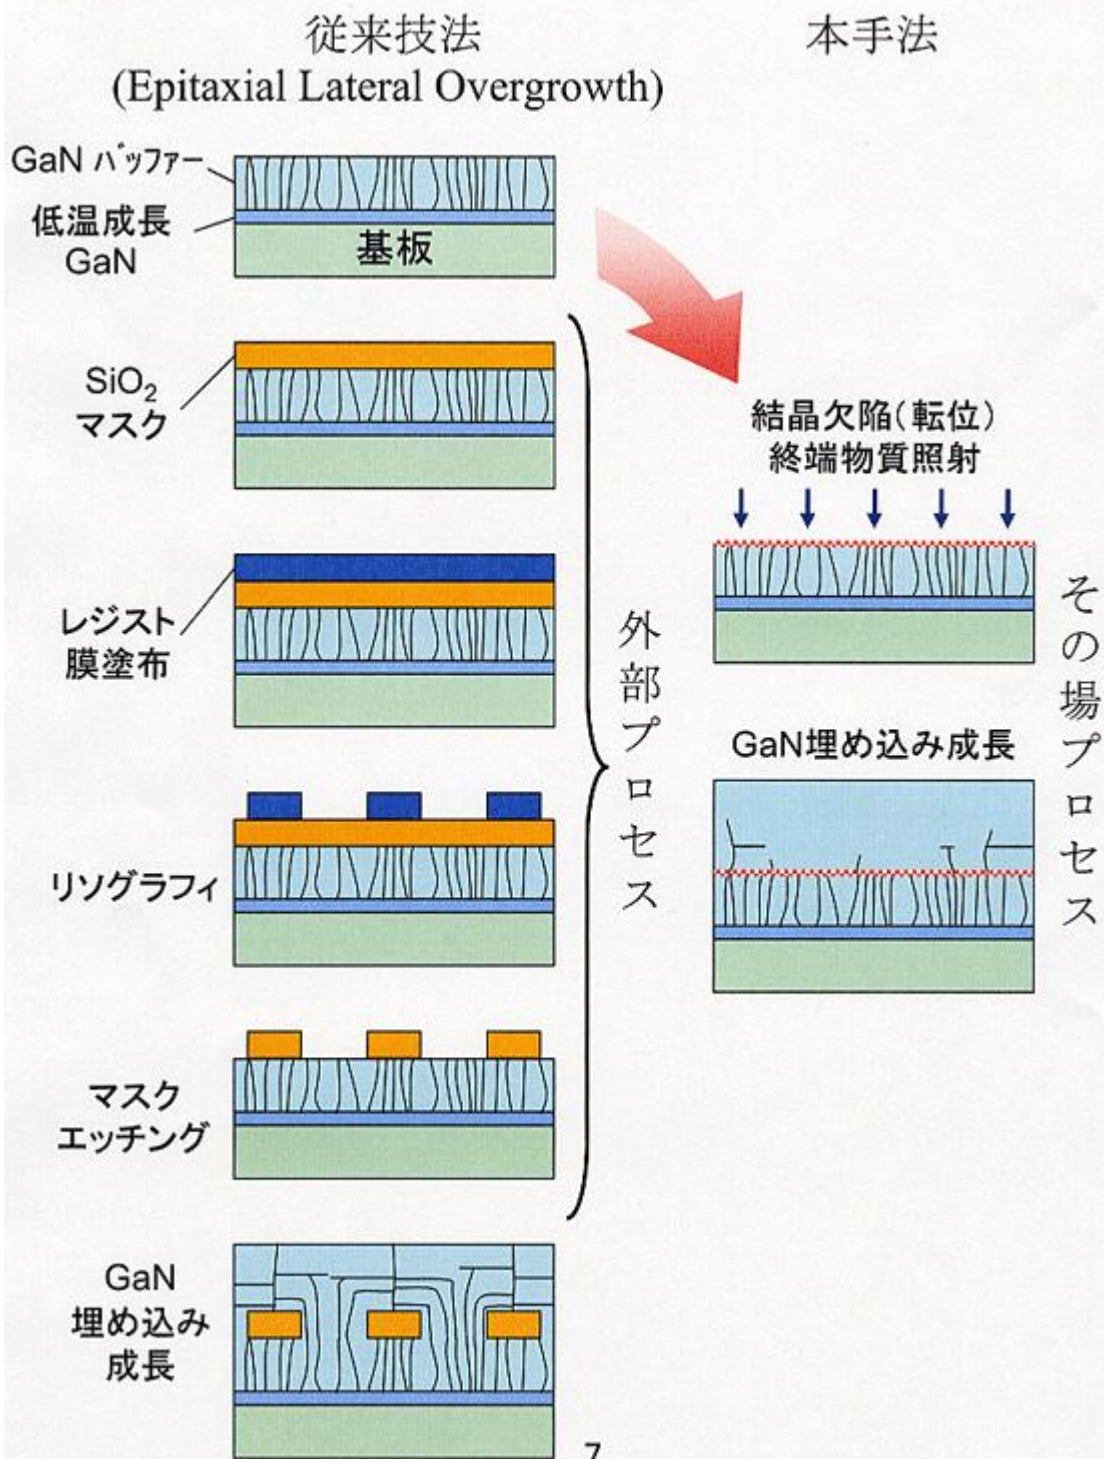 従来技法
(Epitaxial Lateral Overgrowth)
GaN バッファー
低温成長
GaN
基板
SiO₂
マスク
レジスト
膜塗布
リソグラフィ
マスク
エッチング
GaN
埋め込み
成長
外部プロセス
本手法
結晶欠陥(転位)
終端物質照射
GaN埋め込み成長
その場プロセス
7